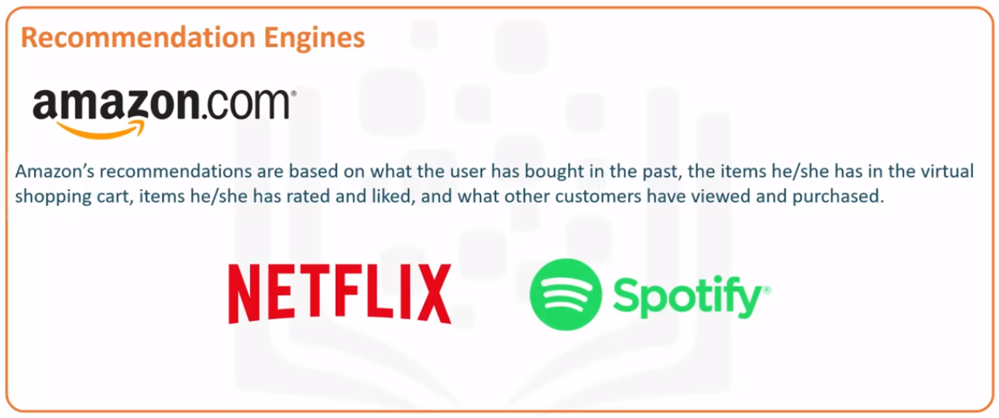 Recommendation Engines
amazon.com®
Amazon's recommendations are based on what the user has bought in the past, the items he/she has in the virtual
shopping cart, items he/she has rated and liked, and what other customers have viewed and purchased.
NETFLIX
Spotify®